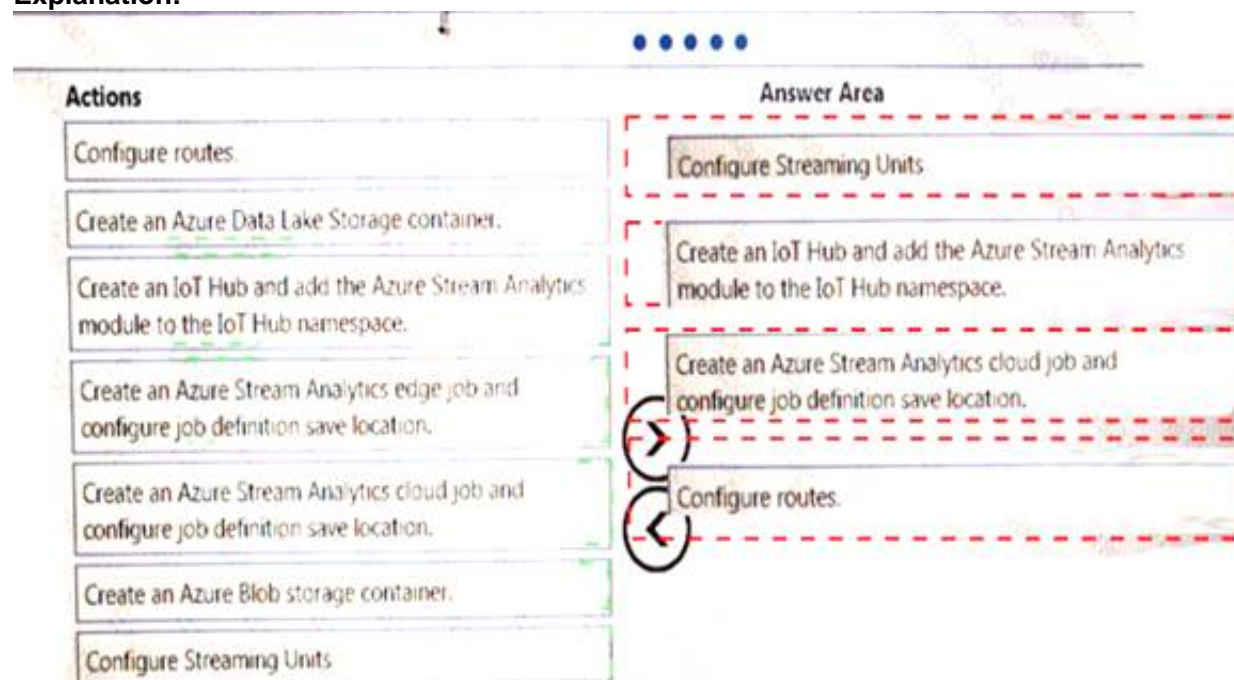 Explanation:
Actions
Configure routes.
Create an Azure Data Lake Storage container.
Create an IoT Hub and add the Azure Stream Analytics
module to the IoT Hub namespace.
Create an Azure Stream Analytics edge job and
configure job definition save location.
Create an Azure Stream Analytics cloud job and
configure job definition save location.
Create an Azure Blob storage container.
Configure Streaming Units
Answer Area
Configure Streaming Units
Create an IoT Hub and add the Azure Stream Analytics
module to the IoT Hub namespace.
Create an Azure Stream Analytics cloud job and
configure job definition save location.
Configure routes.